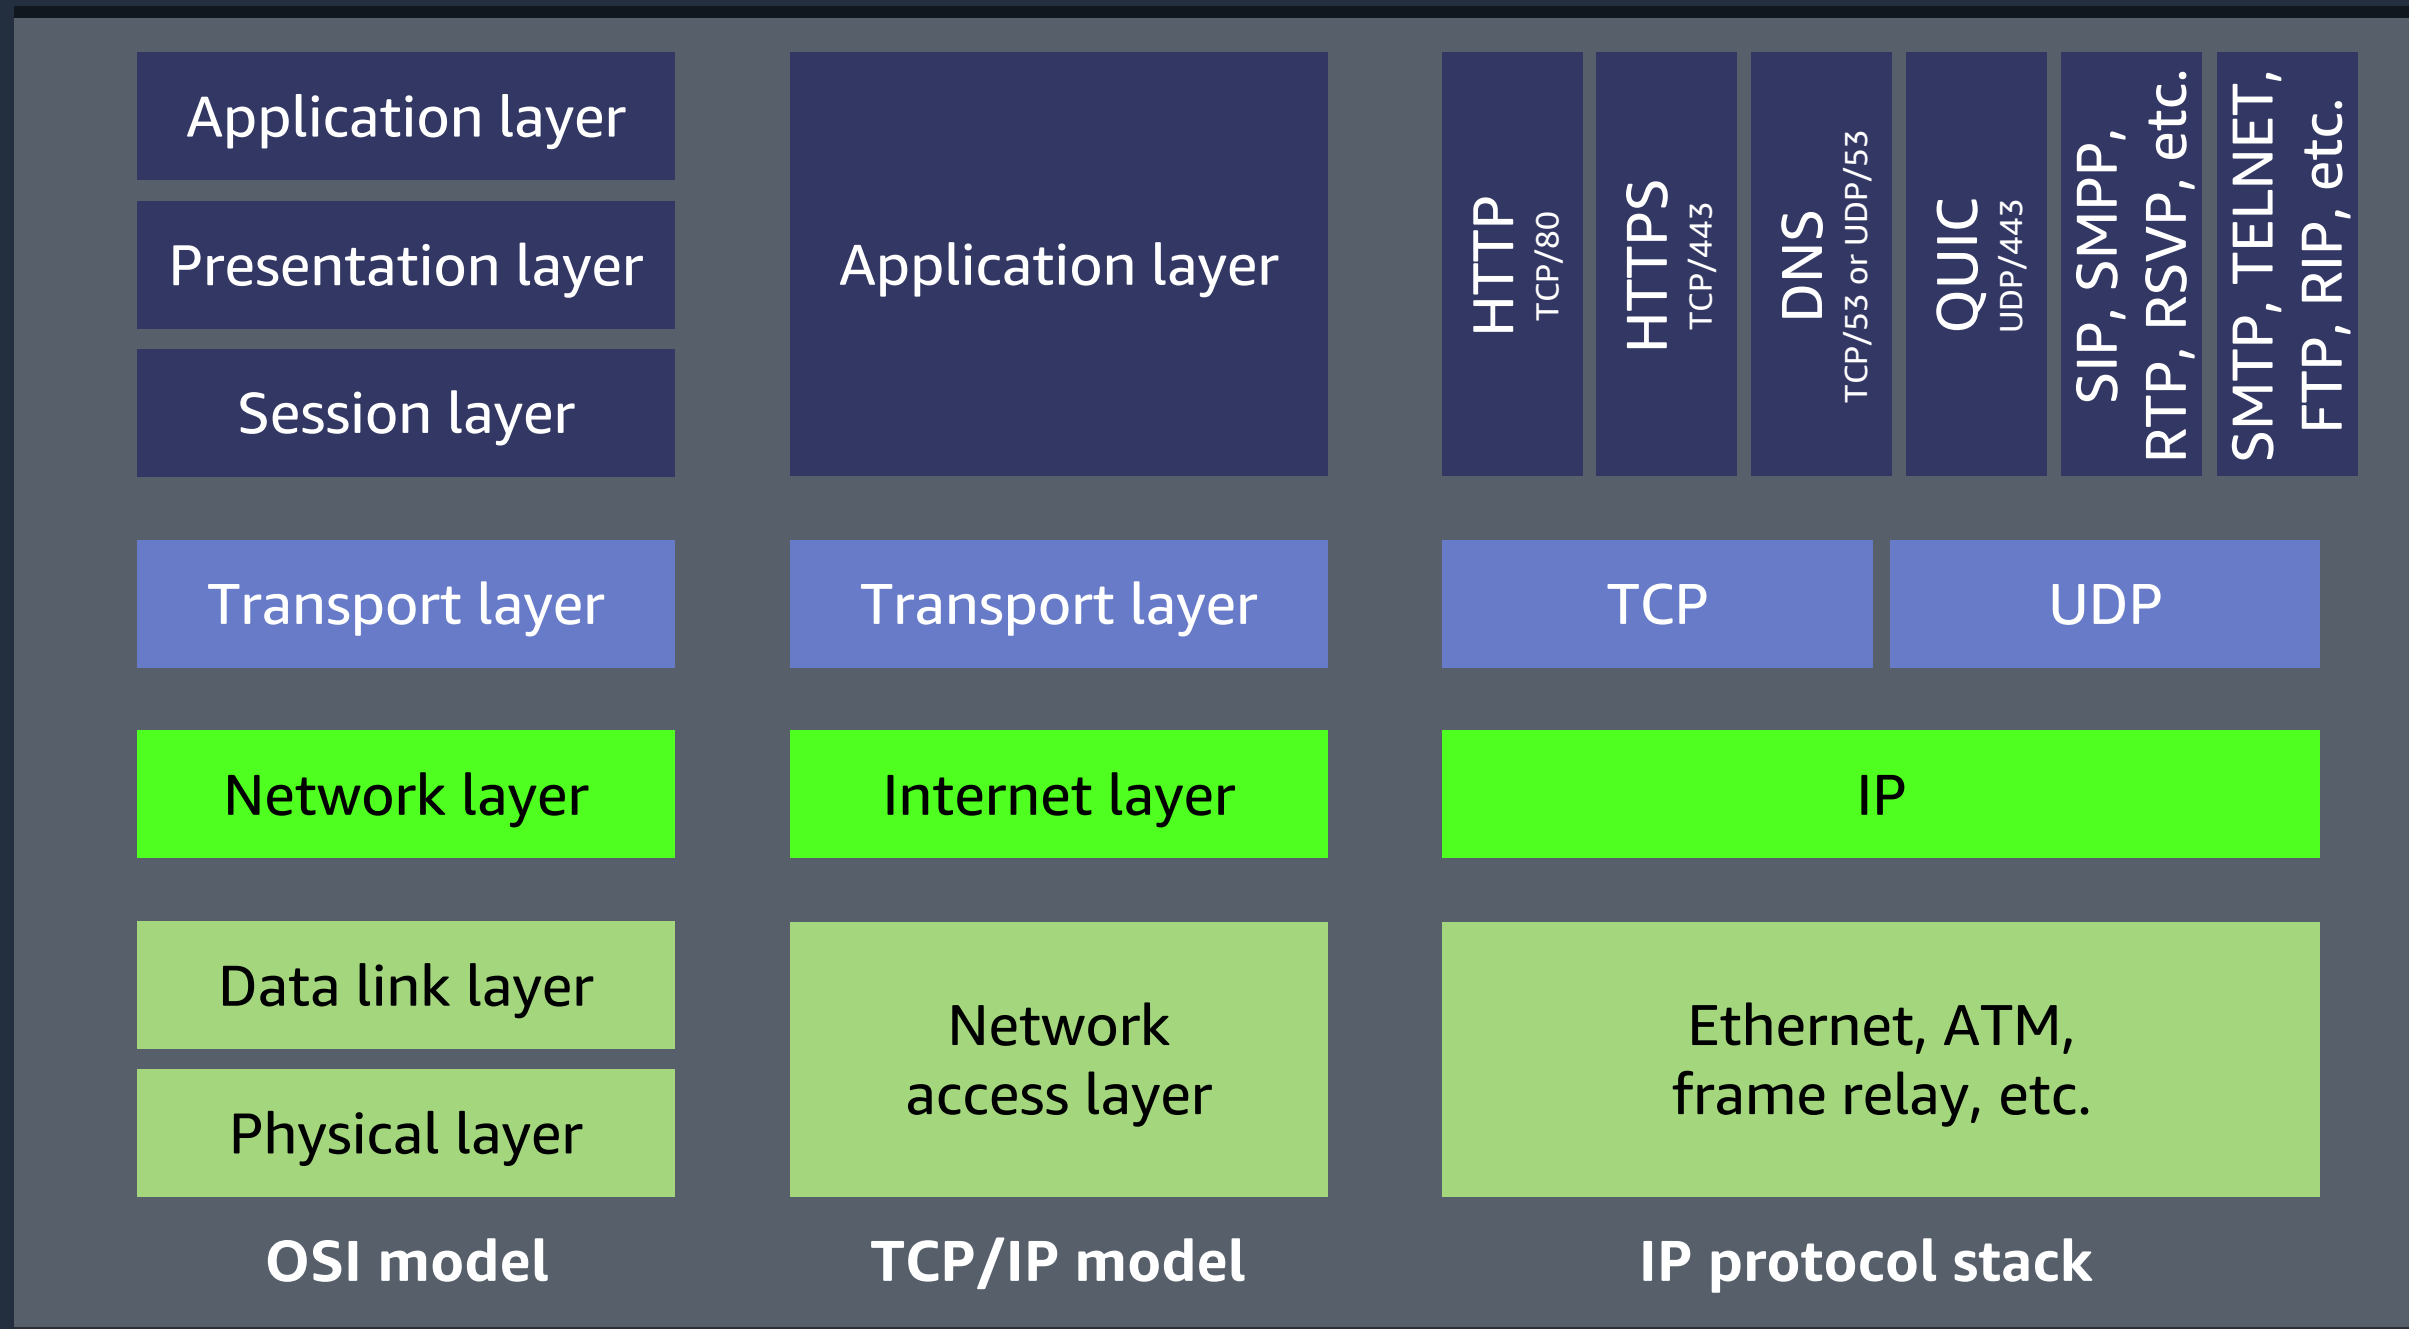 Application layer
Presentation layer
Session layer
Transport layer
Network layer
Data link layer
Physical layer
OSI model
Application layer
Transport layer
Internet layer
Network
access layer
TCP/IP model
HTTP
TCP/80
HTTPS
TCP/443
DNS
TCP/53 or UDP/53
QUIC
UDP/443
SIP, SMPP,
RTP, RSVP, etc.
SMTP, TELNET,
FTP, RIP, etc.
TCP
UDP
IP
Ethernet, ATM,
frame relay, etc.
IP protocol stack